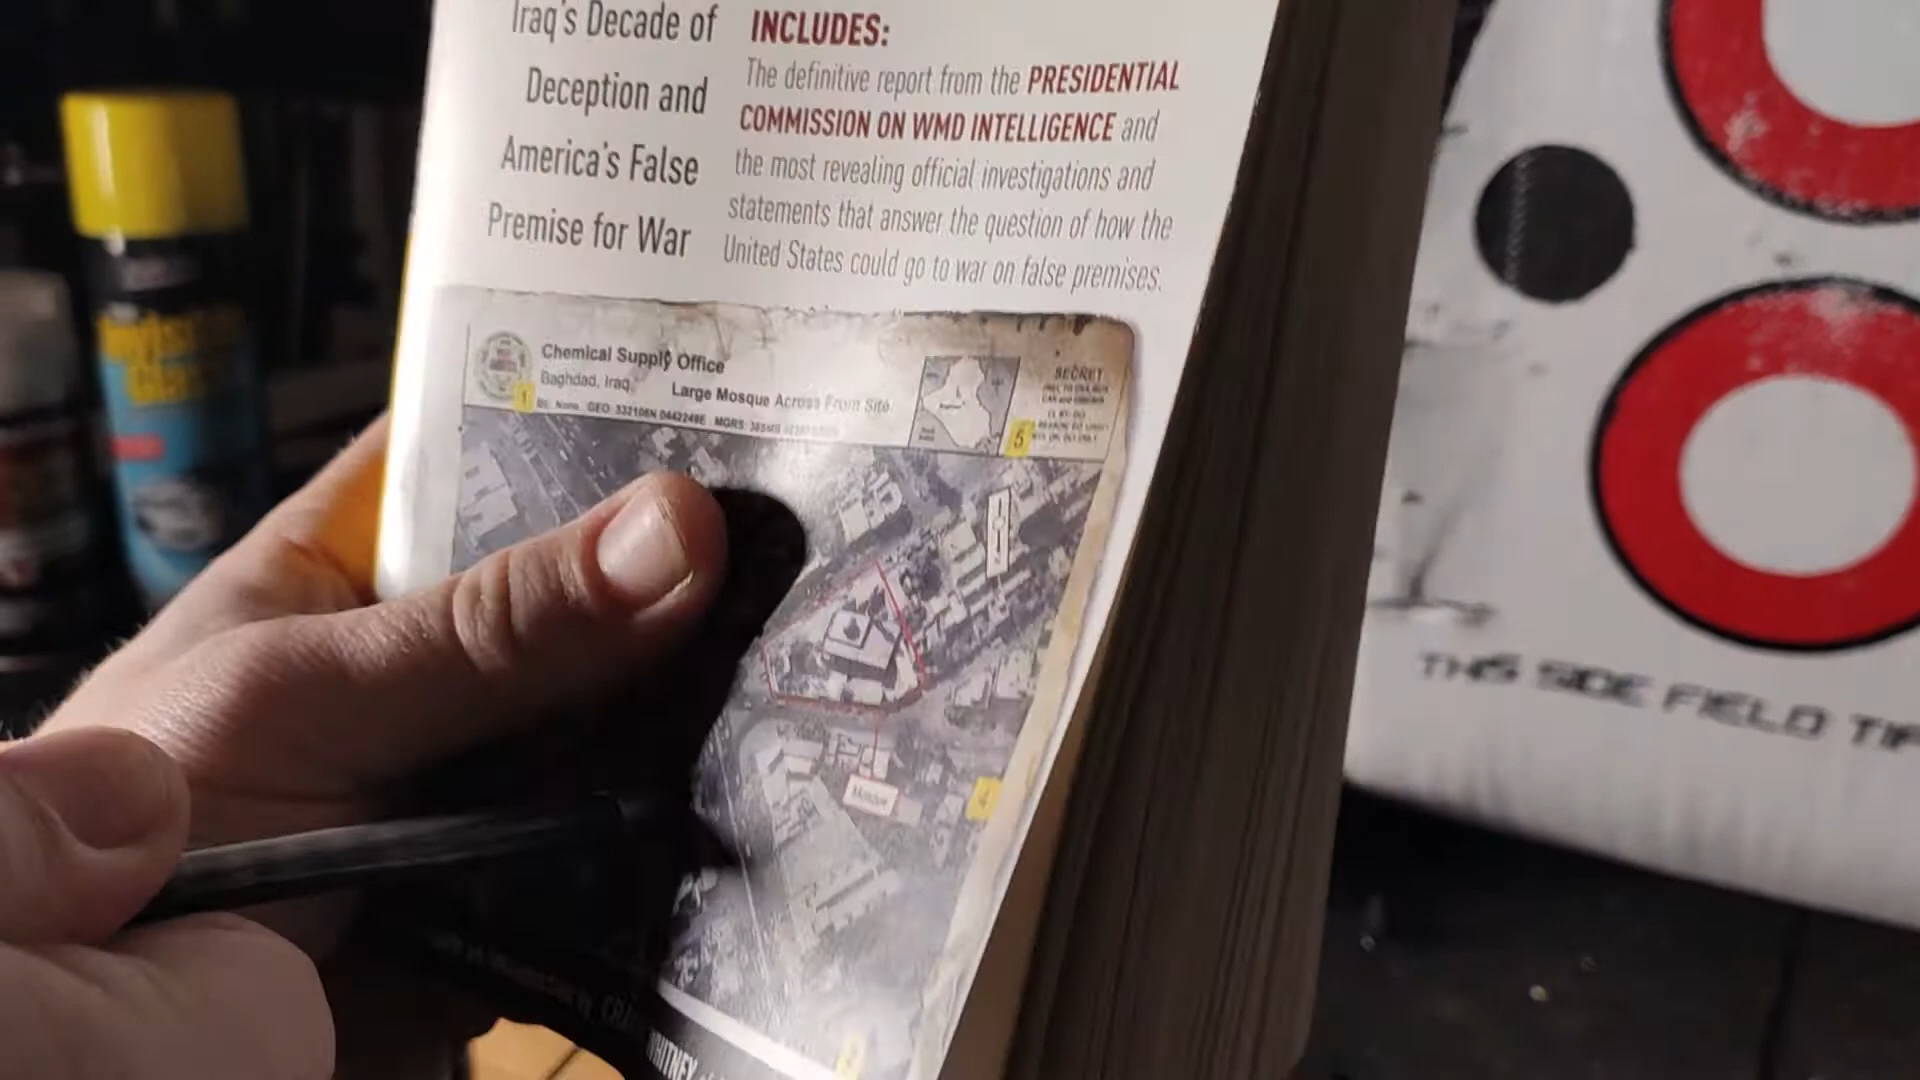 Iraq's Decade of
Deception and
America's False
Premise for War
INCLUDES:
The definitive report from the PRESIDENTIAL
COMMISSION ON WMD INTELLIGENCE and
the most revealing official investigations and
statements that answer the question of how the
United States could go to war on false premises.
Chemical Supply Office
Baghdad, Iraq
Large Mosque Across From Site
SECRET
1
5
Mosque
4
WHITNEY
THIS SIDE FIELD TIP